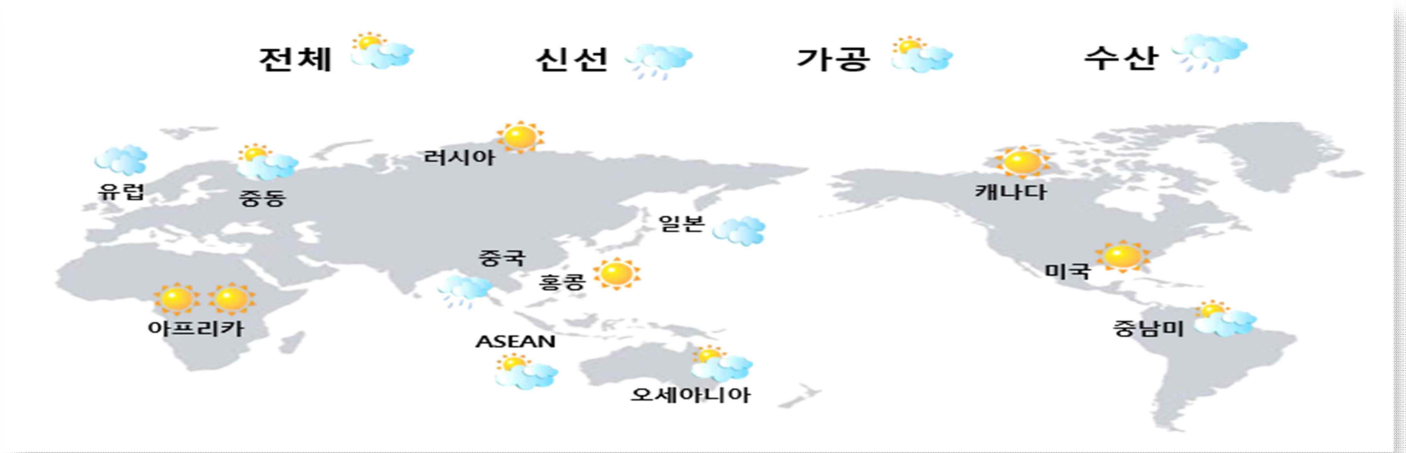 전체 신선 가공 수산
러시아
유럽
중동
캐나다
일본
중국
홍콩
미국
아프리카
중남미
ASEAN
오세아니아